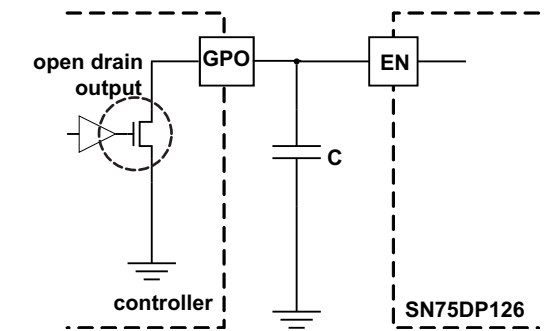 open drain
output
GPO
EN
C
controller
SN75DP126